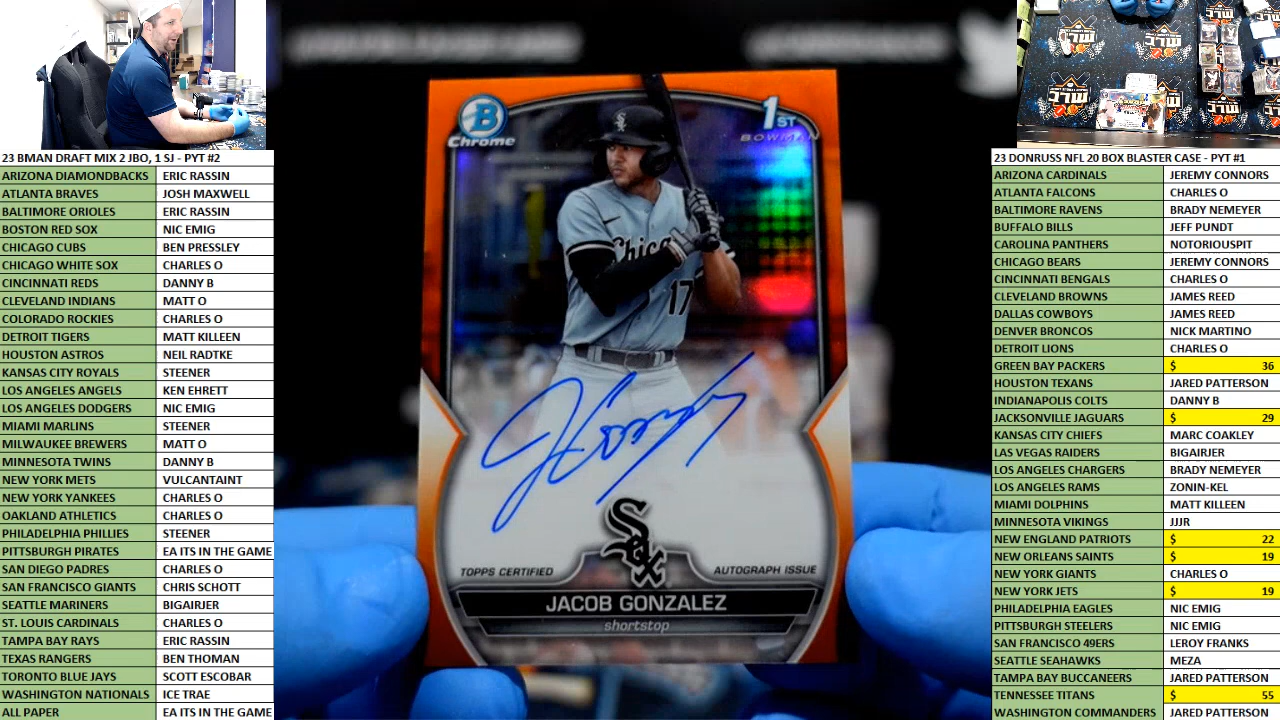 23 BMAN DRAFT MIX 2 JBO, 1 SJ - PYT #2
ARIZONA DIAMONDBACKS ERIC RASSIN
ATLANTA BRAVES JOSH MAXWELL
BALTIMORE ORIOLES ERIC RASSIN
BOSTON RED SOX NIC EMIG
CHICAGO CUBS BEN PRESSLEY
CHICAGO WHITE SOX CHARLES O
CINCINNATI REDS DANNY B
CLEVELAND INDIANS MATT O
COLORADO ROCKIES CHARLES O
DETROIT TIGERS MATT KILLEEN
HOUSTON ASTROS NEIL RADTKE
KANSAS CITY ROYALS STEENER
LOS ANGELES ANGELS KEN EHRETT
LOS ANGELES DODGERS NIC EMIG
MIAMI MARLINS STEENER
MILWAUKEE BREWERS MATT O
MINNESOTA TWINS DANNY B
NEW YORK METS VULCANTAINT
NEW YORK YANKEES CHARLES O
OAKLAND ATHLETICS CHARLES O
PHILADELPHIA PHILLIES STEENER
PITTSBURGH PIRATES EA ITS IN THE GAME
SAN DIEGO PADRES CHARLES O
SAN FRANCISCO GIANTS CHRIS SCHOTT
SEATTLE MARINERS BIGAIRJER
ST. LOUIS CARDINALS CHARLES O
TAMPA BAY RAYS ERIC RASSIN
TEXAS RANGERS BEN THOMAN
TORONTO BLUE JAYS SCOTT ESCOBAR
WASHINGTON NATIONALS ICE TRAE
ALL PAPER EA ITS IN THE GAME
B
Chrome
1ST
BOWMAN
Chicago
17
J Gonzalez
Sox
TOPPS CERTIFIED
AUTOGRAPH ISSUE
JACOB GONZALEZ
shortstop
23 DONRUSS NFL 20 BOX BLASTER CASE - PYT #1
ARIZONA CARDINALS JEREMY CONNORS
ATLANTA FALCONS CHARLES O
BALTIMORE RAVENS BRADY NEMEYER
BUFFALO BILLS JEFF PUNDT
CAROLINA PANTHERS NOTORIOUSPIT
CHICAGO BEARS JEREMY CONNORS
CINCINNATI BENGALS CHARLES O
CLEVELAND BROWNS JAMES REED
DALLAS COWBOYS JAMES REED
DENVER BRONCOS NICK MARTINO
DETROIT LIONS CHARLES O
GREEN BAY PACKERS $ 36
HOUSTON TEXANS JARED PATTERSON
INDIANAPOLIS COLTS DANNY B
JACKSONVILLE JAGUARS $ 29
KANSAS CITY CHIEFS MARC COAKLEY
LAS VEGAS RAIDERS BIGAIRJER
LOS ANGELES CHARGERS BRADY NEMEYER
LOS ANGELES RAMS ZONIN-KEL
MIAMI DOLPHINS MATT KILLEEN
MINNESOTA VIKINGS JJJR
NEW ENGLAND PATRIOTS $ 22
NEW ORLEANS SAINTS $ 19
NEW YORK GIANTS CHARLES O
NEW YORK JETS $ 19
PHILADELPHIA EAGLES NIC EMIG
PITTSBURGH STEELERS NIC EMIG
SAN FRANCISCO 49ERS LEROY FRANKS
SEATTLE SEAHAWKS MEZA
TAMPA BAY BUCCANEERS JARED PATTERSON
TENNESSEE TITANS $ 55
WASHINGTON COMMANDERS JARED PATTERSON